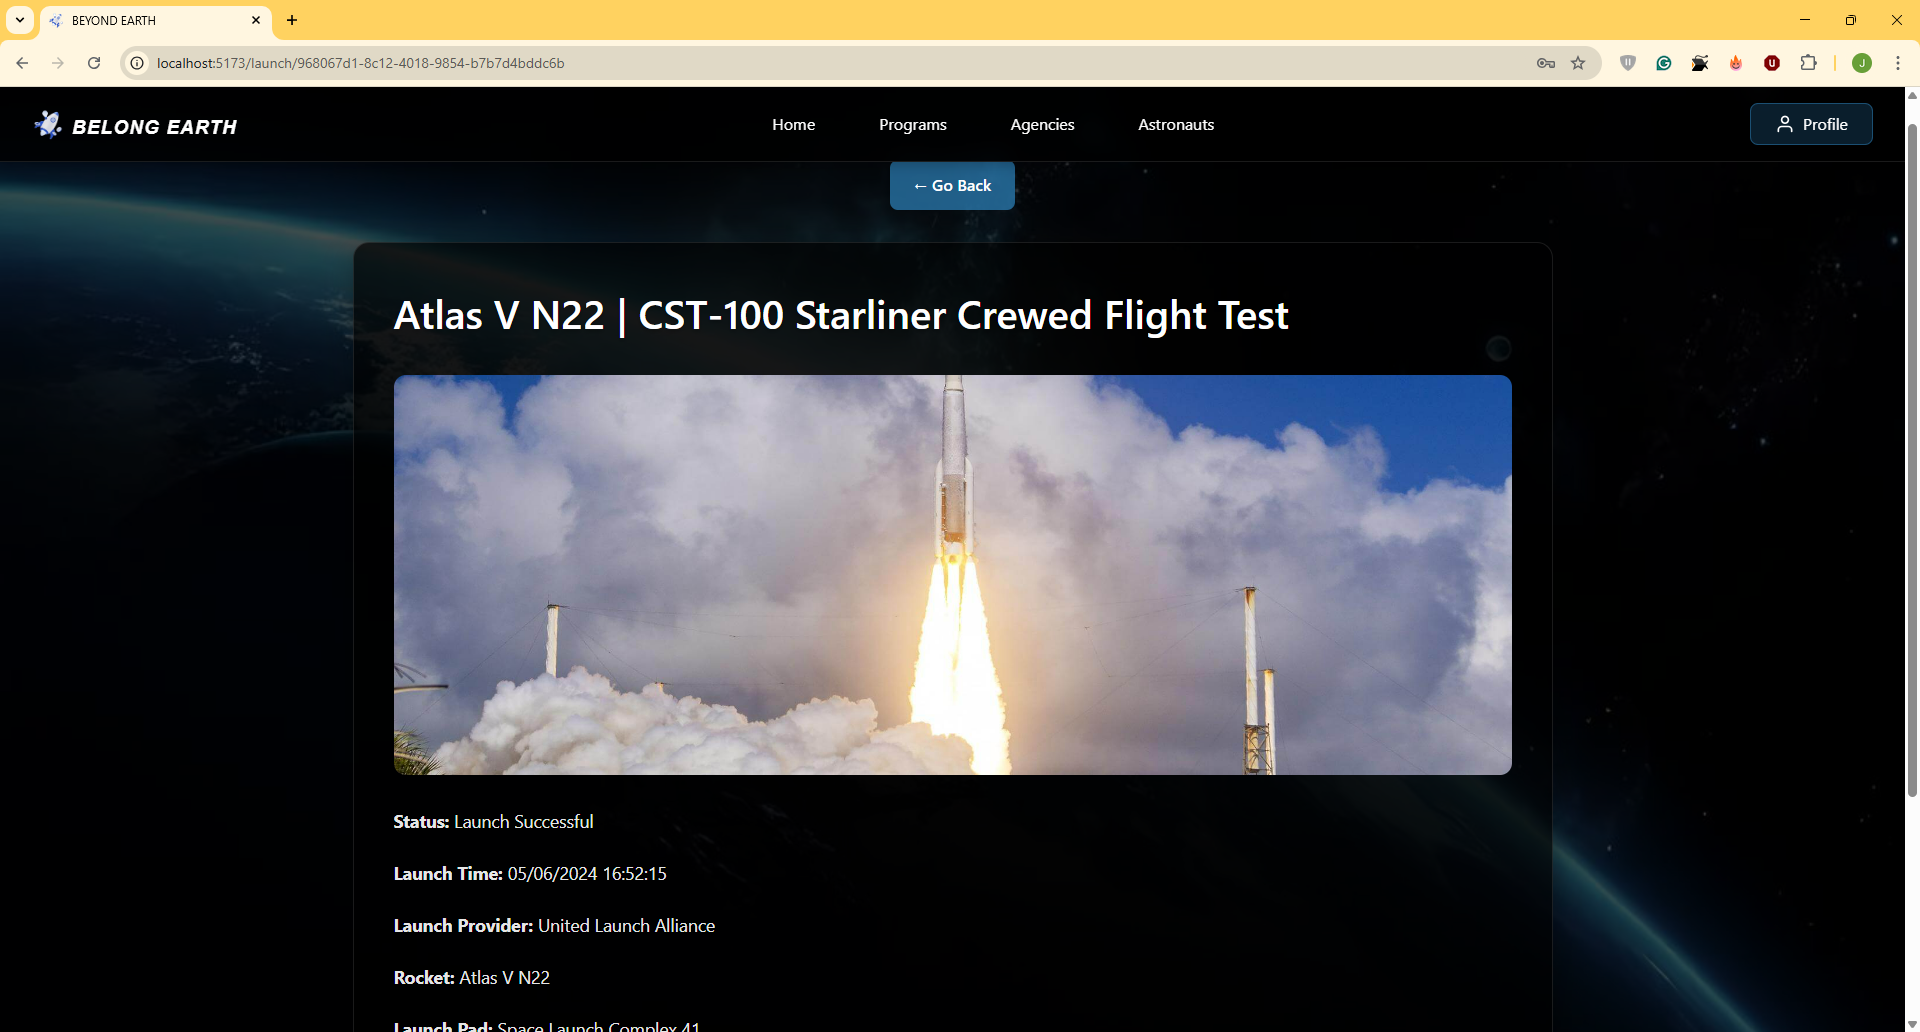 BEYOND EARTH
localhost:5173/launch/968067d1-8c12-4018-9854-b7b7d4bddc6b
J
BELONG EARTH
Home
Programs
Agencies
Astronauts
Profile
← Go Back
Atlas V N22 | CST-100 Starliner Crewed Flight Test
Status: Launch Successful
Launch Time: 05/06/2024 16:52:15
Launch Provider: United Launch Alliance
Rocket: Atlas V N22
Launch Pad: Space Launch Complex 41